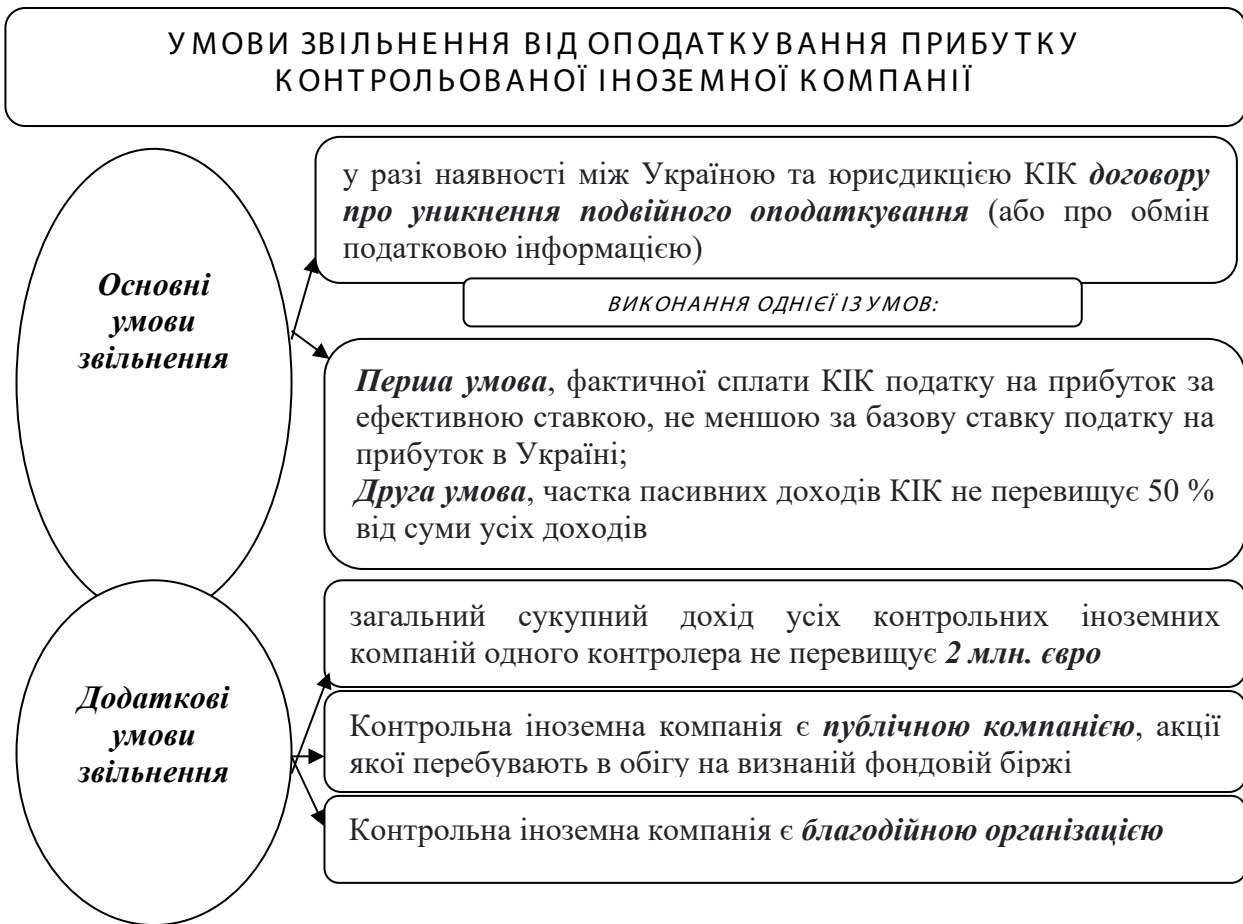 УМОВИ ЗВІЛЬНЕННЯ ВІД ОПОДАТКУВАННЯ ПРИБУТКУ
КОНТРОЛЬОВАНОЇ ІНОЗЕМНОЇ КОМПАНІЇ
Основні
умови
звільнення
у разі наявності між Україною та юрисдикцією КІК договору
про уникнення подвійного оподаткування (або про обмін
податковою інформацією)
ВИКОНАННЯ ОДНІЄЇ ІЗ УМОВ:
Перша умова, фактичної сплати КІК податку на прибуток за
ефективною ставкою, не меншою за базову ставку податку на
прибуток в Україні;
Друга умова, частка пасивних доходів КІК не перевищує 50 %
від суми усіх доходів
Додаткові
умови
звільнення
загальний сукупний дохід усіх контрольних іноземних
компаній одного контролера не перевищує 2 млн. євро
Контрольна іноземна компанія є публічною компанією, акції
якої перебувають в обігу на визнаній фондовій біржі
Контрольна іноземна компанія є благодійною організацією